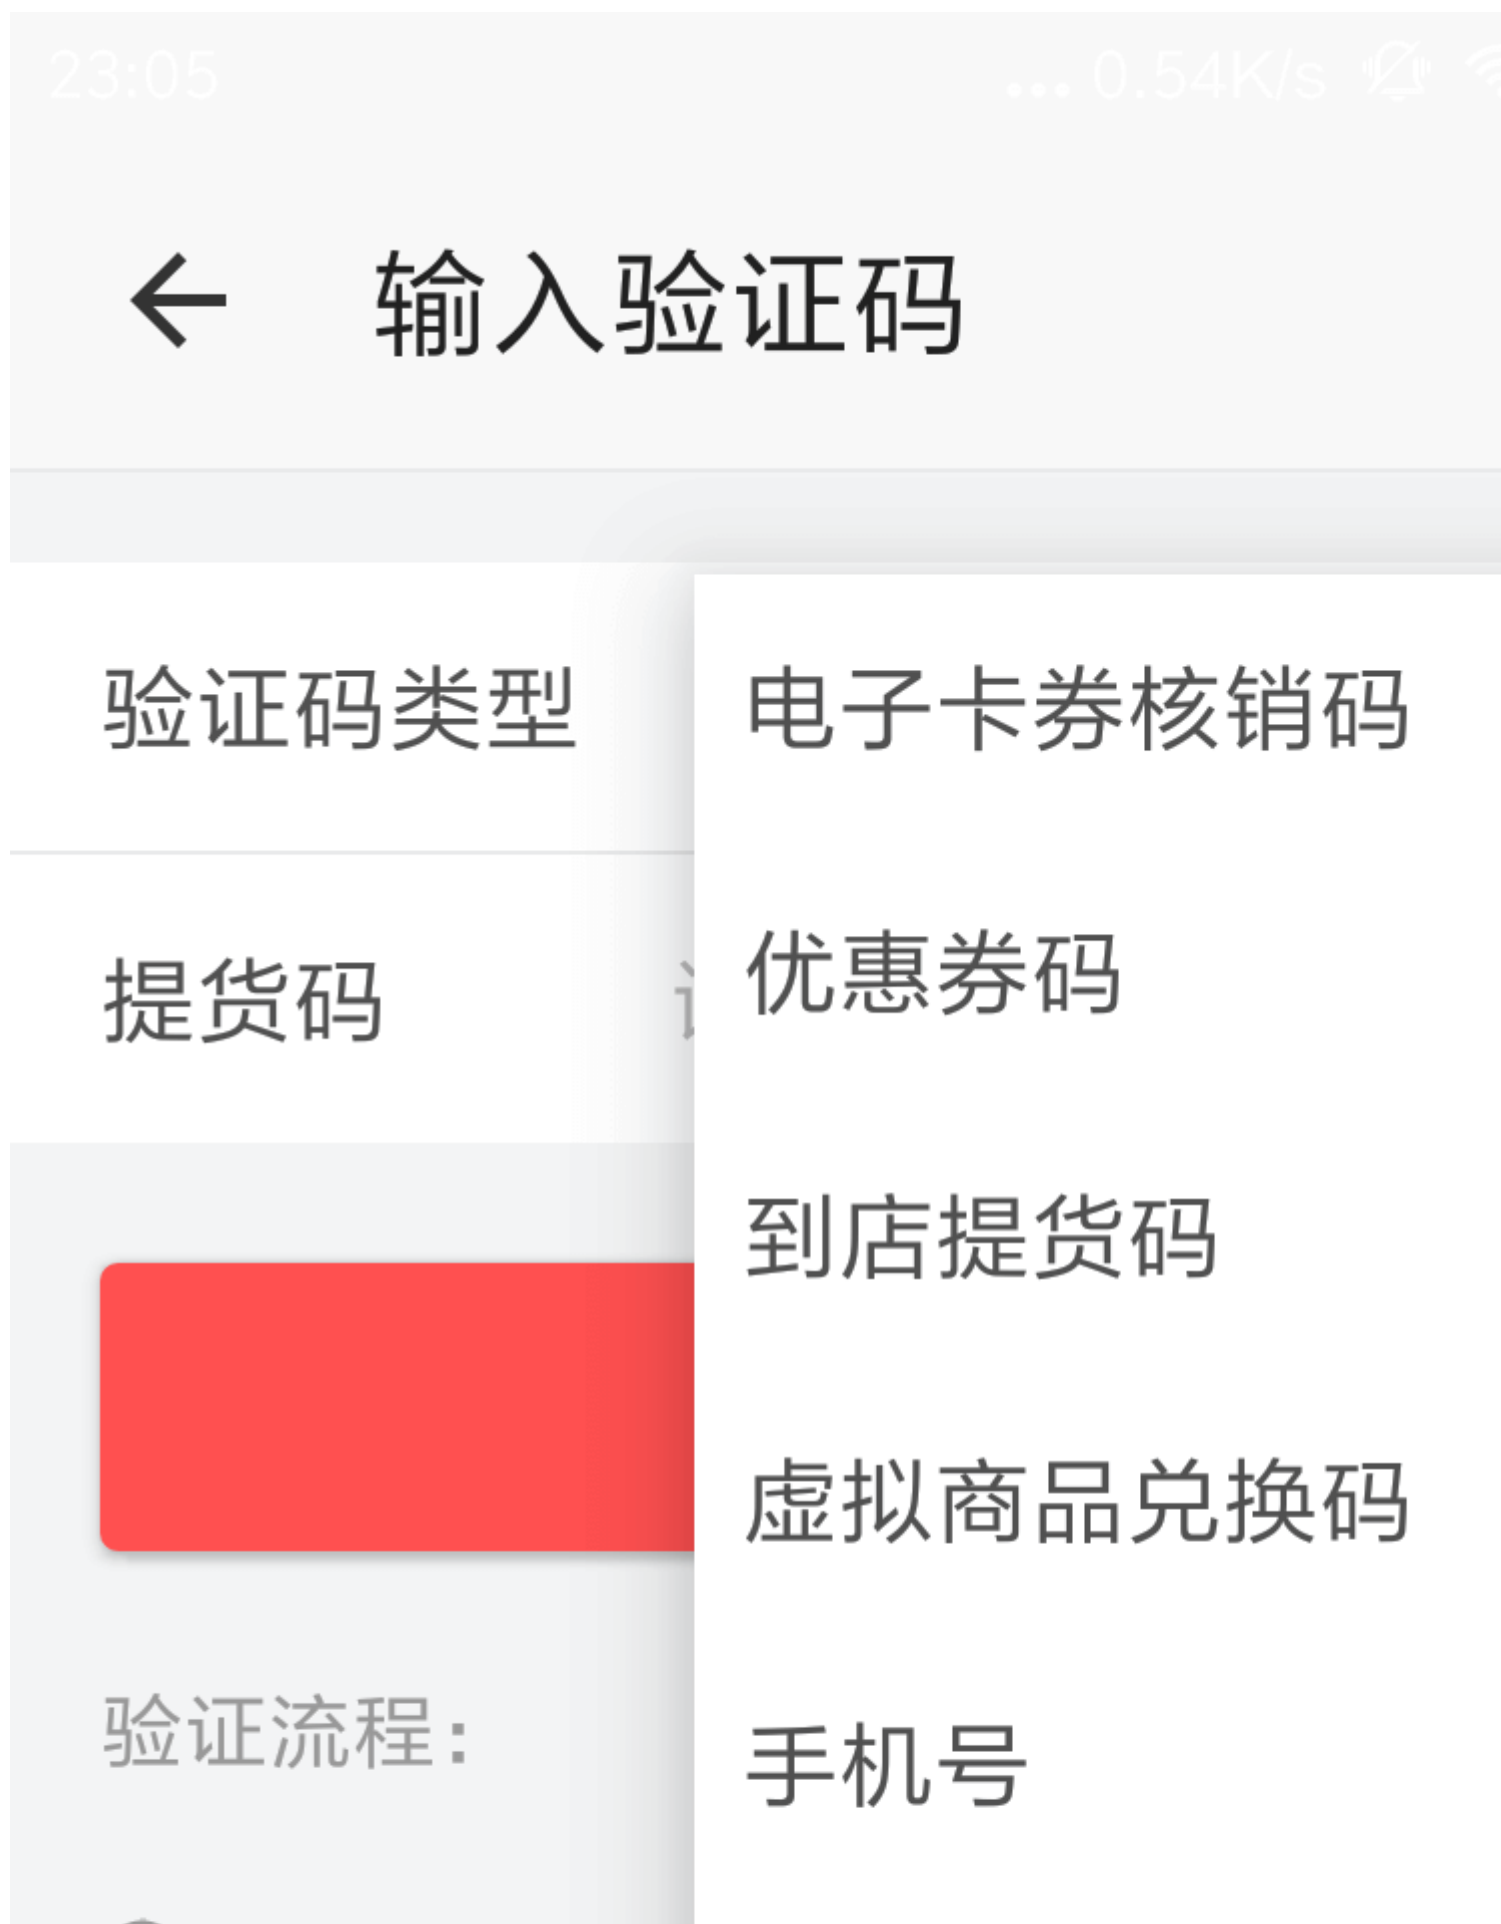 23:05 ... 0.54K/s
输入验证码
验证码类型
电子卡券核销码
优惠券码
提货码
到店提货码
虚拟商品兑换码
验证流程：
手机号